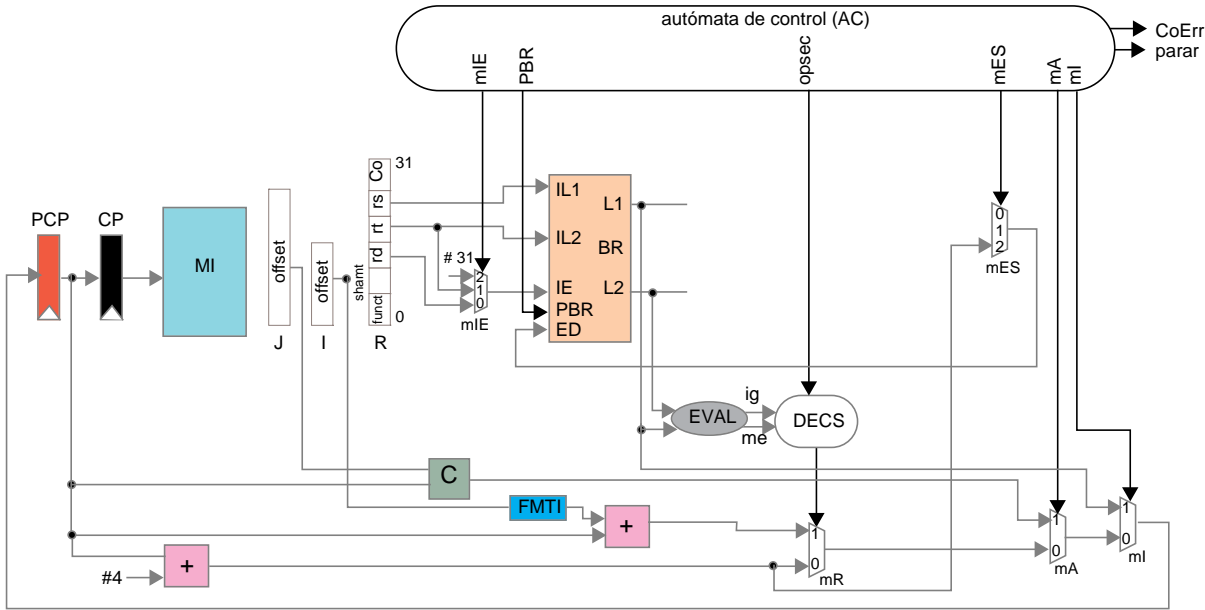 autómata de control (AC)
CoErr
parar
mIE
PBR
opsec
mES
mA
mI
Co
31
rs
rt
rd
shamt
funct
0
R
offset
J
offset
I
PCP
CP
MI
# 31
2
1
0
mIE
IL1
IL2
IE
PBR
ED
BR
L1
L2
0
1
2
mES
EVAL
ig
me
DECS
C
FMTI
+
+
#4
1
0
mR
1
0
mA
1
0
mI